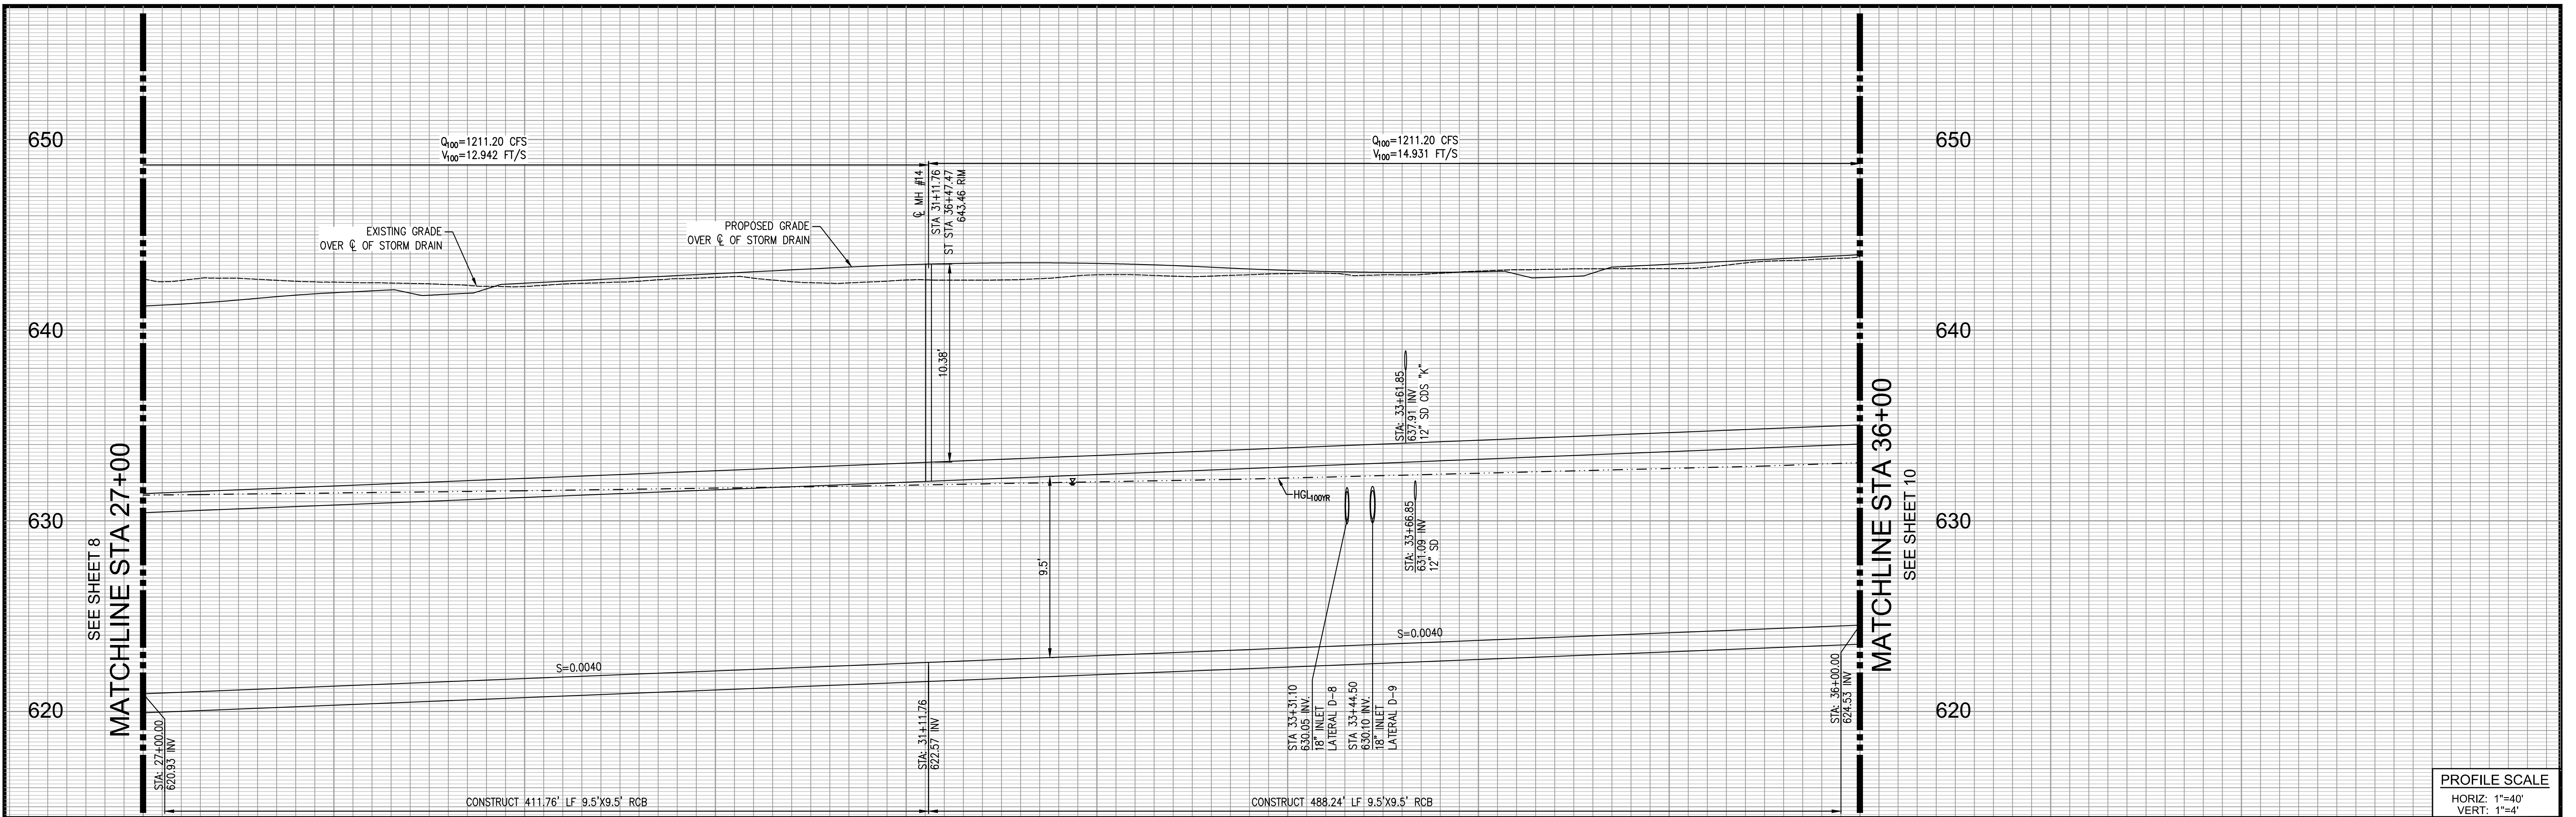 650
640
630
620
SEE SHEET 8
MATCHLINE STA 27+00
Q100=1211.20 CFS
V100=12.942 FT/S
Q100=1211.20 CFS
V100=14.931 FT/S
EXISTING GRADE
OVER ℄ OF STORM DRAIN
PROPOSED GRADE
OVER ℄ OF STORM DRAIN
℄ MH #14
STA 31+11.76
ST STA 36+47.47
643.46 RIM
10.38'
9.5'
HGL100YR
STA: 33+61.85
637.91 INV
12" SD CDS "K"
STA: 33+66.85
631.09 INV
12" SD
S=0.0040
S=0.0040
STA: 27+00.00
620.93 INV
STA: 31+11.76
622.57 INV
STA 33+31.10
630.05 INV.
18" INLET
LATERAL D-8
STA 33+44.50
630.10 INV.
18" INLET
LATERAL D-9
STA: 36+00.00
624.53 INV
CONSTRUCT 411.76' LF 9.5'X9.5' RCB
CONSTRUCT 488.24' LF 9.5'X9.5' RCB
MATCHLINE STA 36+00
SEE SHEET 10
650
640
630
620
PROFILE SCALE
HORIZ: 1"=40'
VERT: 1"=4'